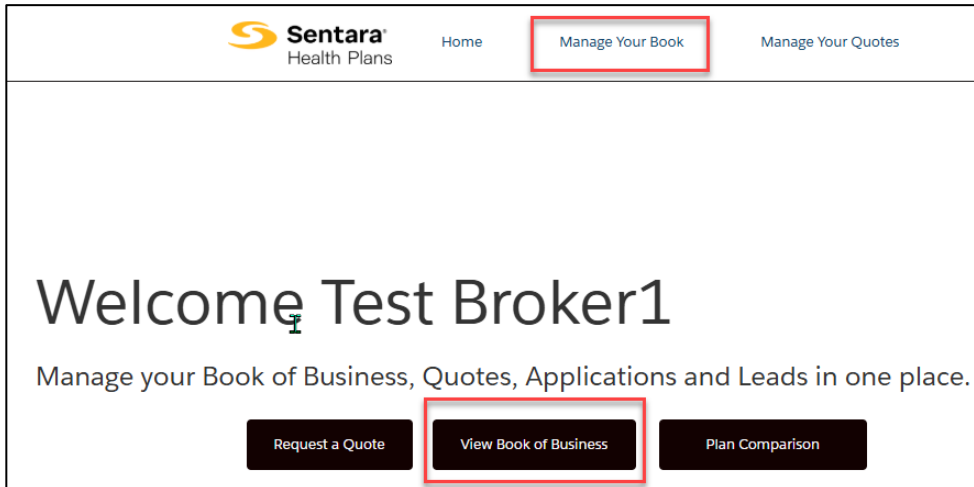 Sentara
Health Plans
Home
Manage Your Book
Manage Your Quotes
Welcome Test Broker1
Manage your Book of Business, Quotes, Applications and Leads in one place.
Request a Quote
View Book of Business
Plan Comparison